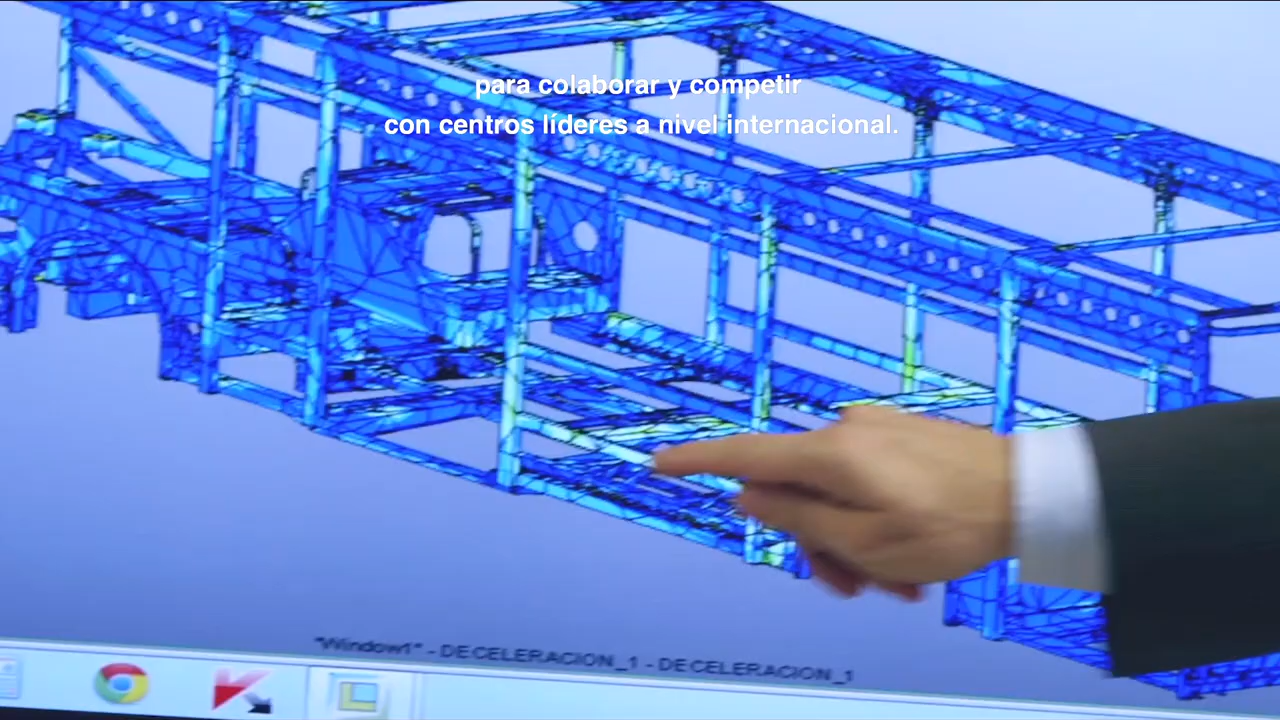 para colaborar y competir
con centros líderes a nivel internacional.
"Window1" - DECELERACION_1 - DECELERACION_1